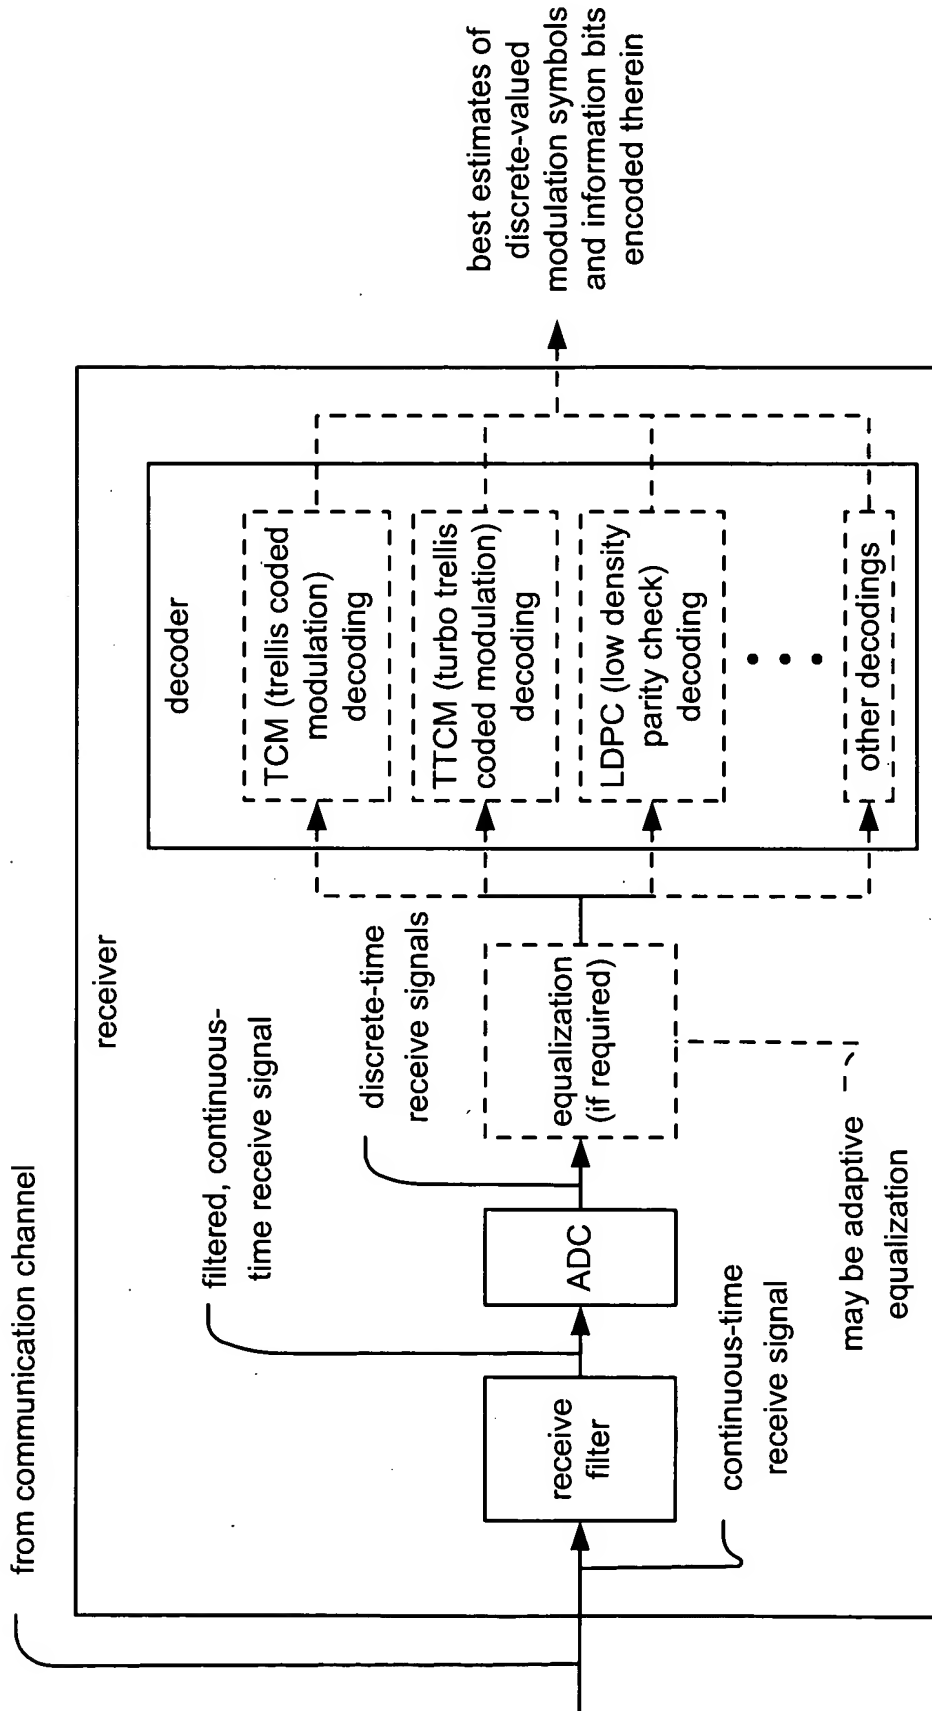 from communication channel
receiver
filtered, continuous-
time receive signal
discrete-time
receive signals
continuous-time
receive signal
receive
filter
ADC
equalization
(if required)
may be adaptive
equalization
decoder
TCM (trellis coded
modulation)
decoding
TTCM (turbo trellis
coded modulation)
decoding
LDPC (low density
parity check)
decoding
other decodings
best estimates of
discrete-valued
modulation symbols
and information bits
encoded therein